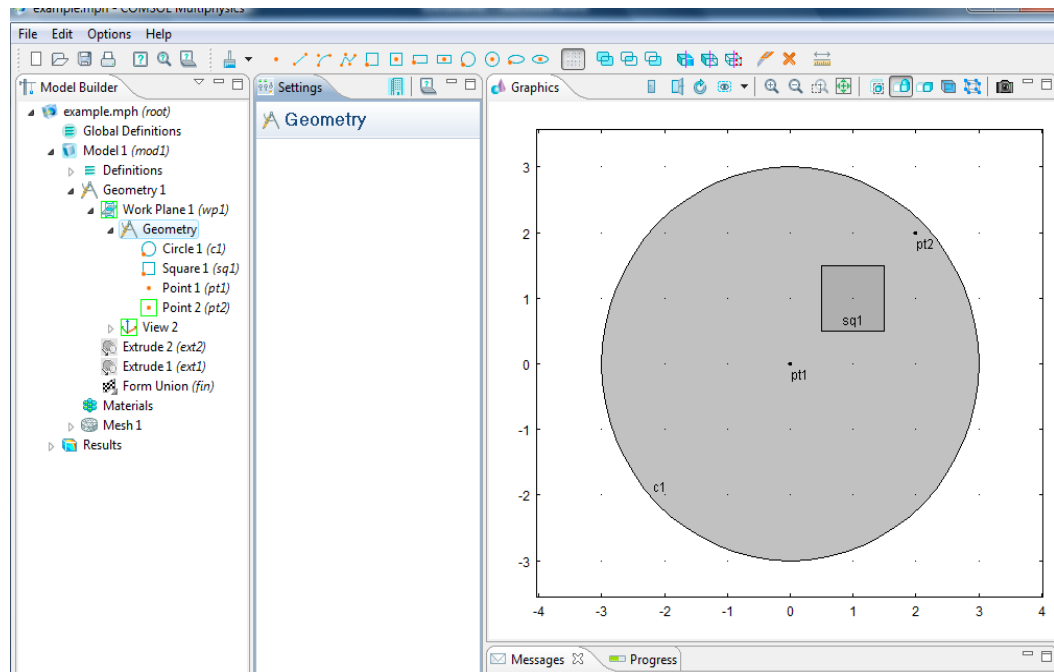 example.mph - COMSOL Multiphysics
File Edit Options Help
Model Builder
example.mph (root)
Global Definitions
Model 1 (mod1)
Definitions
Geometry 1
Work Plane 1 (wp1)
Geometry
Circle 1 (c1)
Square 1 (sq1)
Point 1 (pt1)
Point 2 (pt2)
View 2
Extrude 2 (ext2)
Extrude 1 (ext1)
Form Union (fin)
Materials
Mesh 1
Results
Settings
Geometry
Graphics
3
2
1
0
-1
-2
-3
pt2
sq1
pt1
c1
-4 -3 -2 -1 0 1 2 3 4
Messages Progress